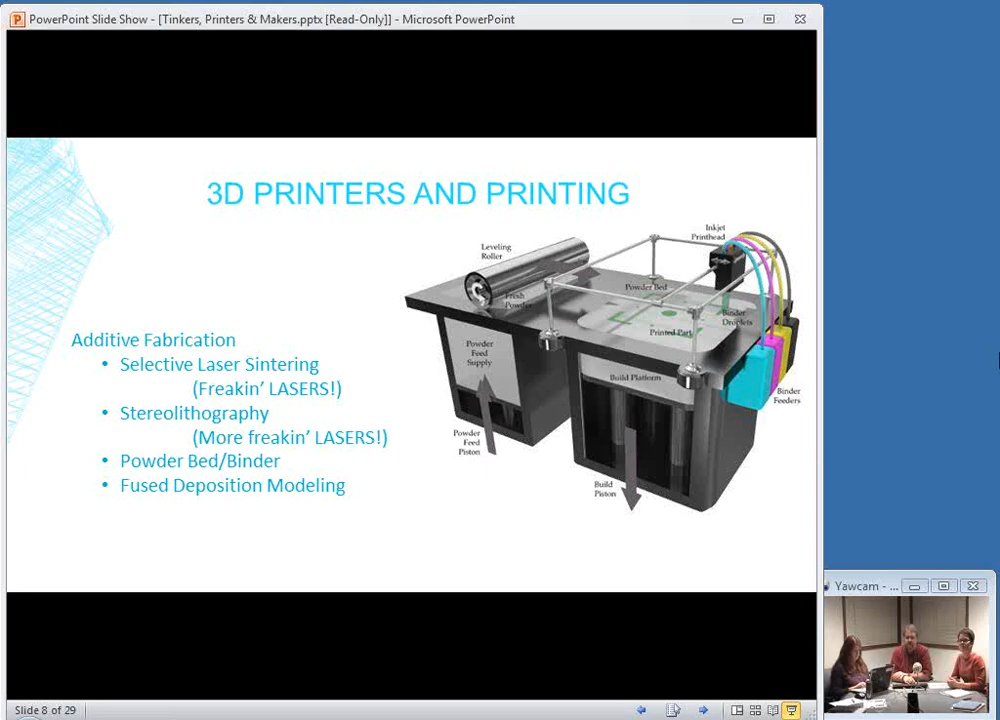 PowerPoint Slide Show - [Tinkers, Printers & Makers.pptx [Read-Only]] - Microsoft PowerPoint
3D PRINTERS AND PRINTING
Additive Fabrication
• Selective Laser Sintering
(Freakin’ LASERS!)
• Stereolithography
(More freakin’ LASERS!)
• Powder Bed/Binder
• Fused Deposition Modeling
Leveling
Roller
Inkjet
Printhead
Fresh
Powder
Powder Bed
Binder
Droplets
Printed Part
Powder
Feed
Supply
Build Platform
Binder
Feeders
Powder
Feed
Piston
Build
Piston
Yawcam - ...
Slide 8 of 29